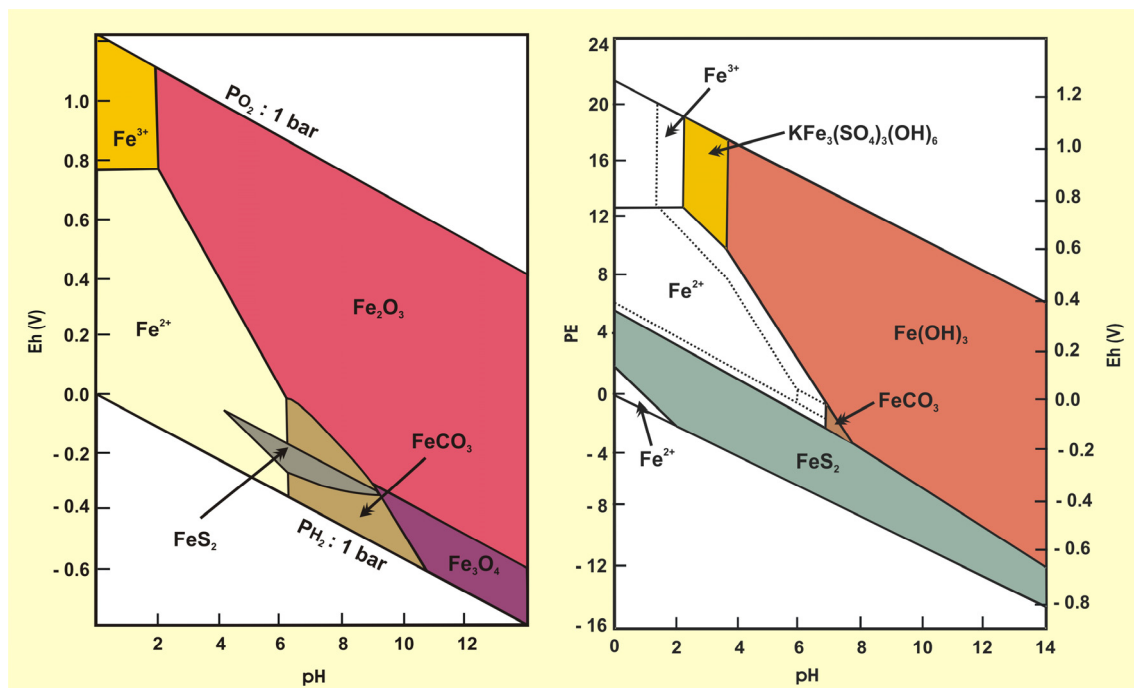 1.0
0.8
0.6
0.4
0.2
0.0
- 0.2
- 0.4
- 0.6
Eh (V)
Fe³⁺
PO₂ : 1 bar
Fe₂O₃
Fe²⁺
FeCO₃
FeS₂
PH₂ : 1 bar
Fe₃O₄
2 4 6 8 10 12
pH
24
20
16
12
8
4
0
- 4
- 8
- 12
- 16
PE
Fe³⁺
KFe₃(SO₄)₃(OH)₆
Fe²⁺
Fe(OH)₃
FeCO₃
FeS₂
Fe²⁺
1.2
1.0
0.8
0.6
0.4
0.2
0.0
- 0.2
- 0.4
- 0.6
- 0.8
Eh (V)
0 2 4 6 8 10 12 14
pH